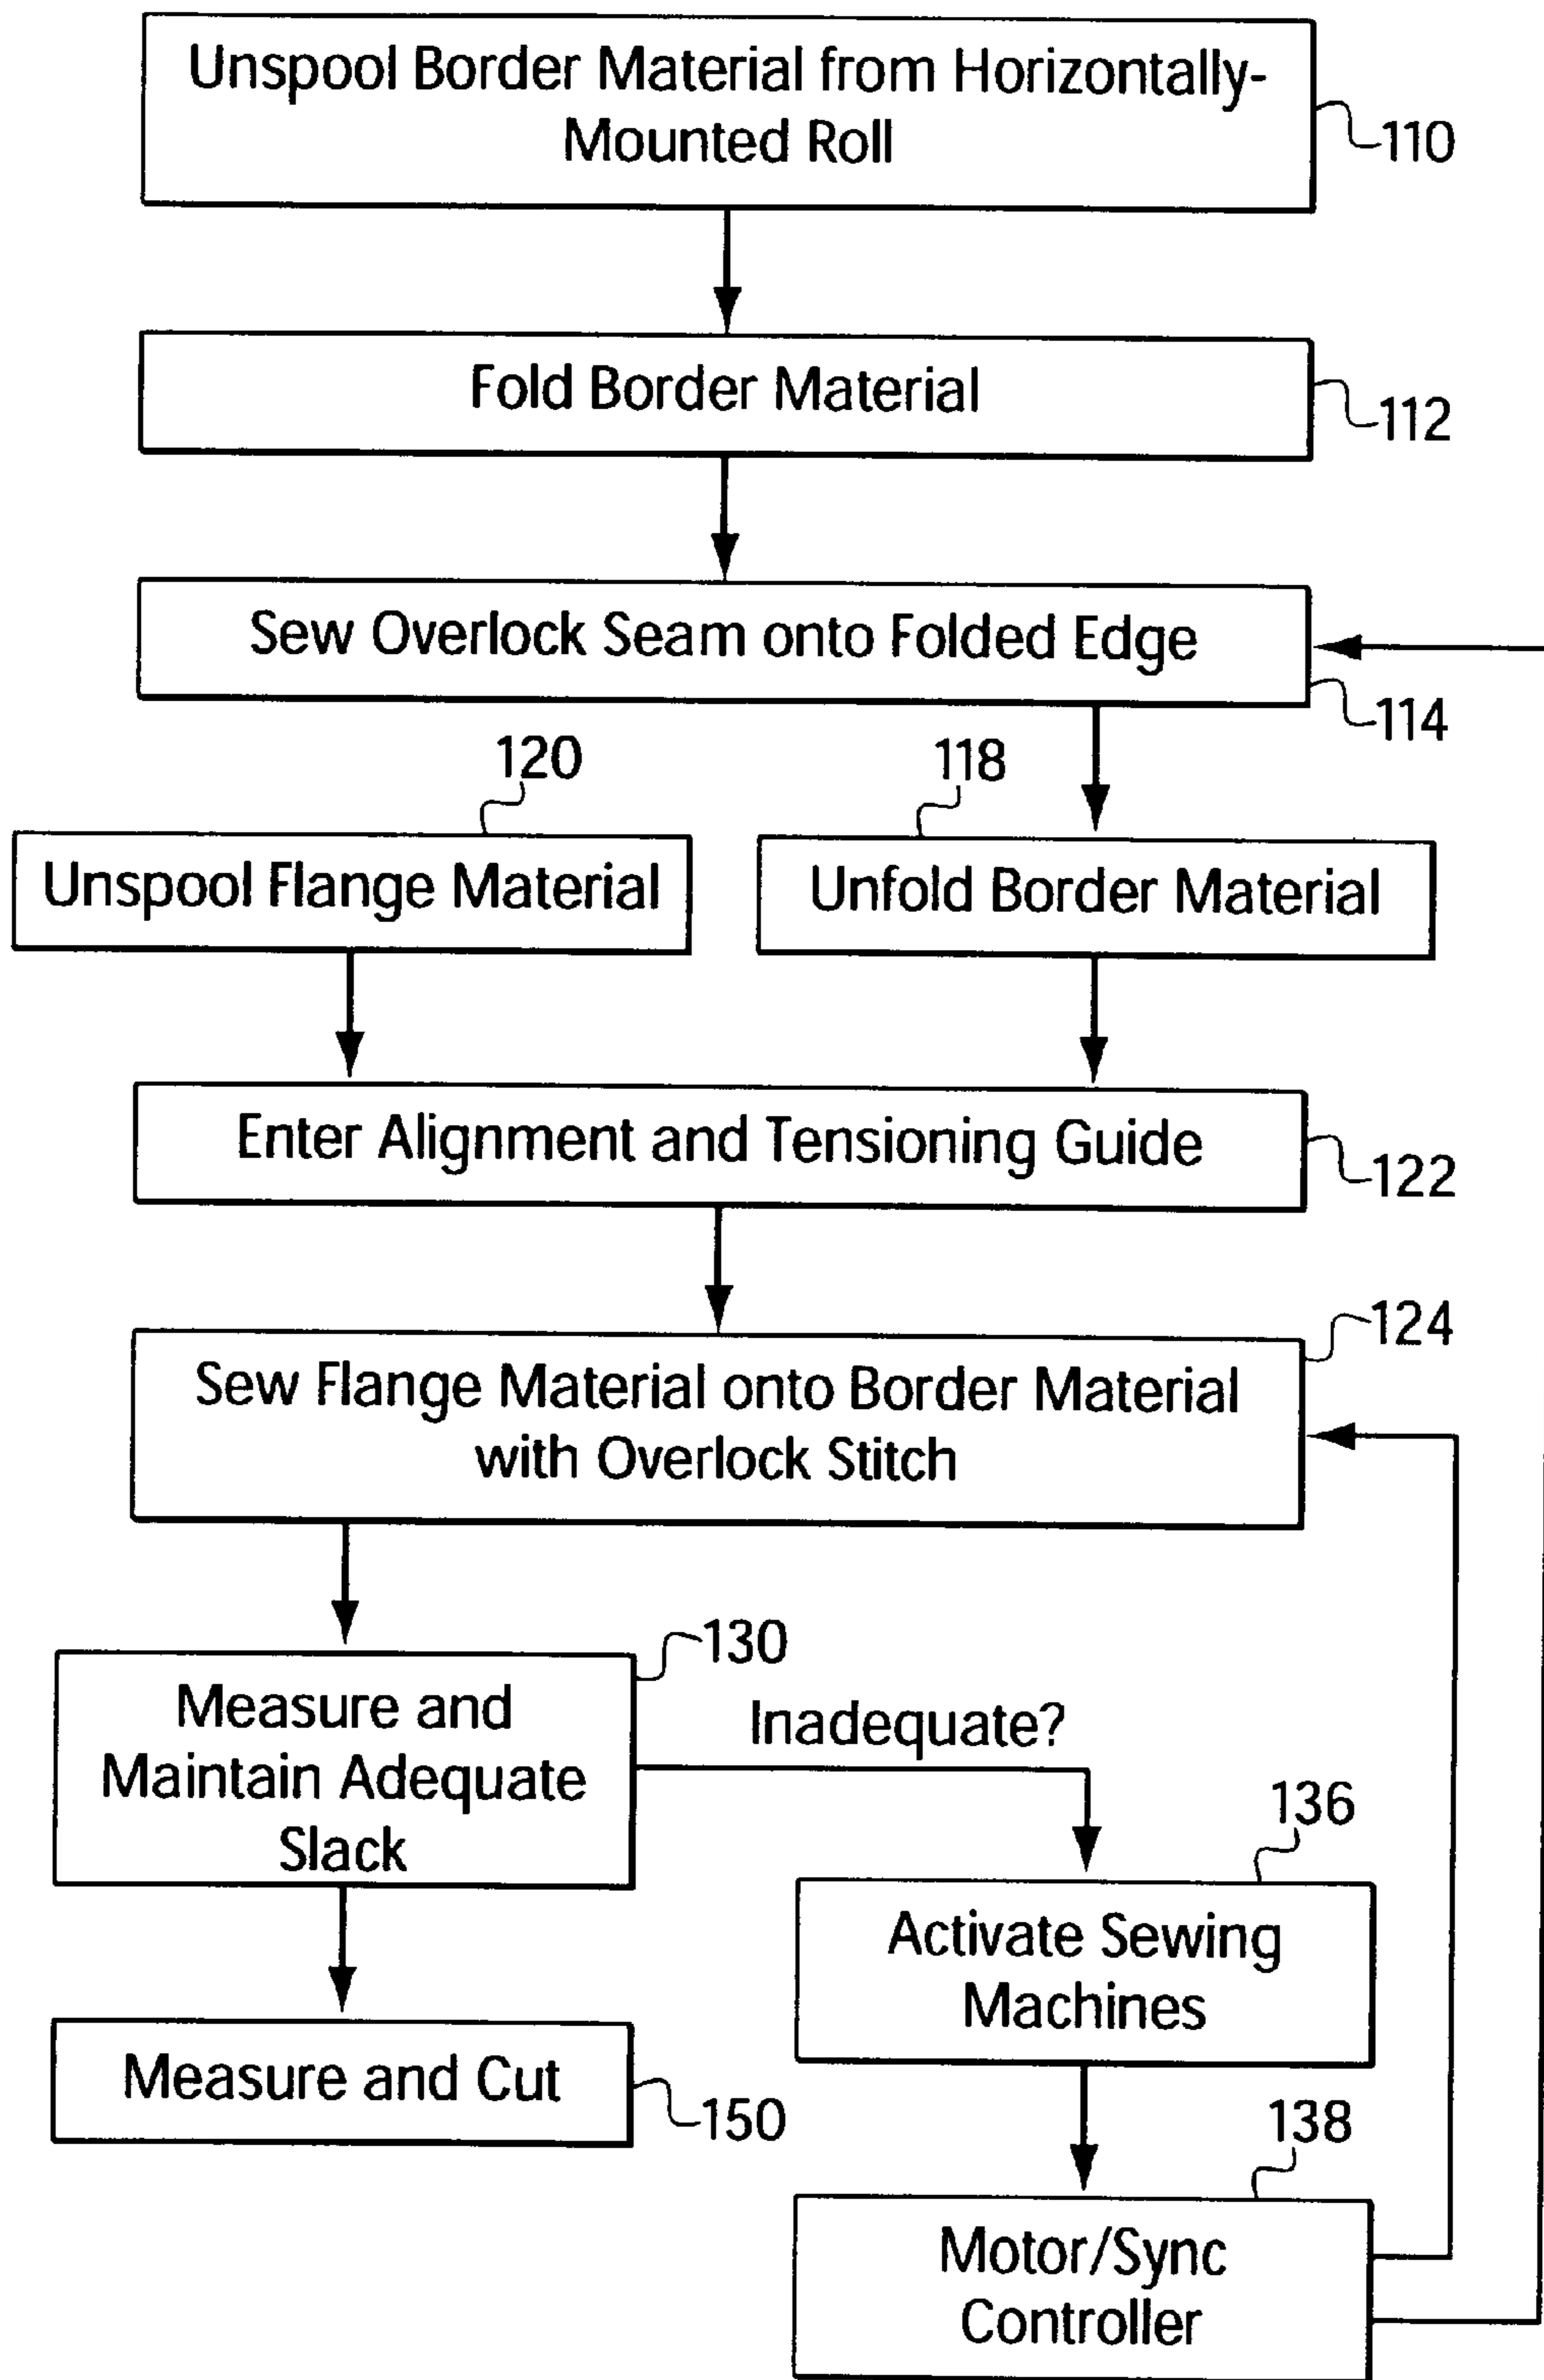 Unspool Border Material from Horizontally-
Mounted Roll
110
Fold Border Material
112
Sew Overlock Seam onto Folded Edge
114
120
118
Unspool Flange Material
Unfold Border Material
Enter Alignment and Tensioning Guide
122
124
Sew Flange Material onto Border Material
with Overlock Stitch
130
Measure and
Maintain Adequate
Slack
Inadequate?
136
Activate Sewing
Machines
Measure and Cut
150
138
Motor/Sync
Controller